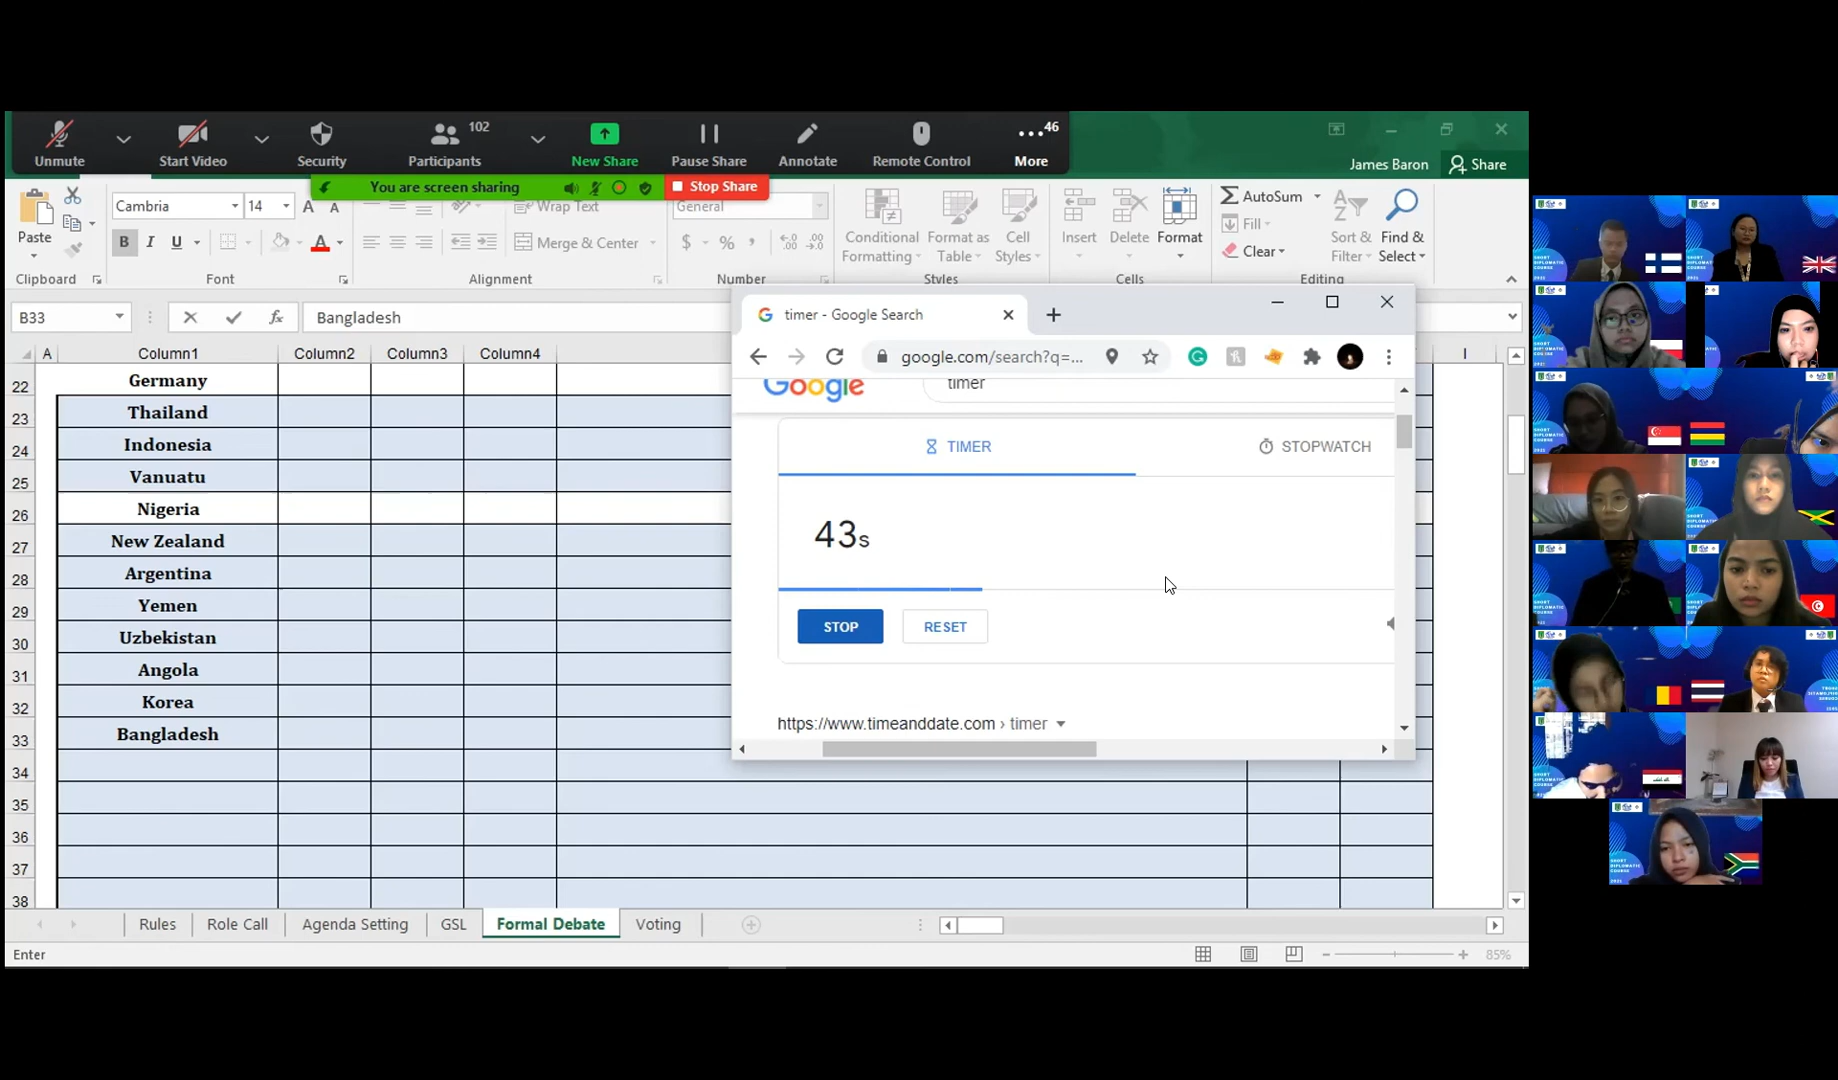 Unmute
Start Video
Security
Participants 102
New Share
Pause Share
Annotate
Remote Control
46
More
You are screen sharing
Stop Share
James Baron
Share
Paste
Clipboard
Cambria
14
A A
B I U A
Font
Wrap Text
Merge & Center
Alignment
General
$ % ,
Number
Conditional Formatting
Format as Table
Cell Styles
Styles
Insert
Delete
Format
Cells
AutoSum
Fill
Clear
Sort & Filter
Find & Select
Editing
B33
fx
Bangladesh
A Column1 Column2 Column3 Column4 I
22 Germany
23 Thailand
24 Indonesia
25 Vanuatu
26 Nigeria
27 New Zealand
28 Argentina
29 Yemen
30 Uzbekistan
31 Angola
32 Korea
33 Bangladesh
34
35
36
37
38
timer - Google Search
google.com/search?q=...
Google
timer
TIMER
STOPWATCH
43s
STOP
RESET
https://www.timeanddate.com › timer
Rules
Role Call
Agenda Setting
GSL
Formal Debate
Voting
Enter
85%
SHORT
DIPLOMATIC
COURSE
2021